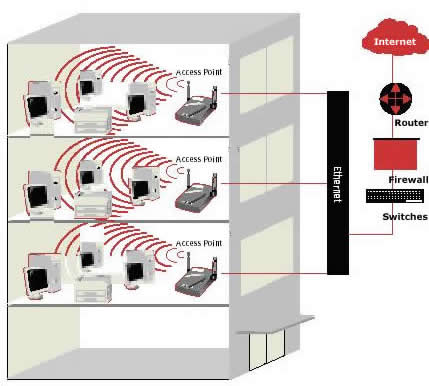 Internet
Access Point
Router
Access Point
Ethernet
Firewall
Switches
Access Point